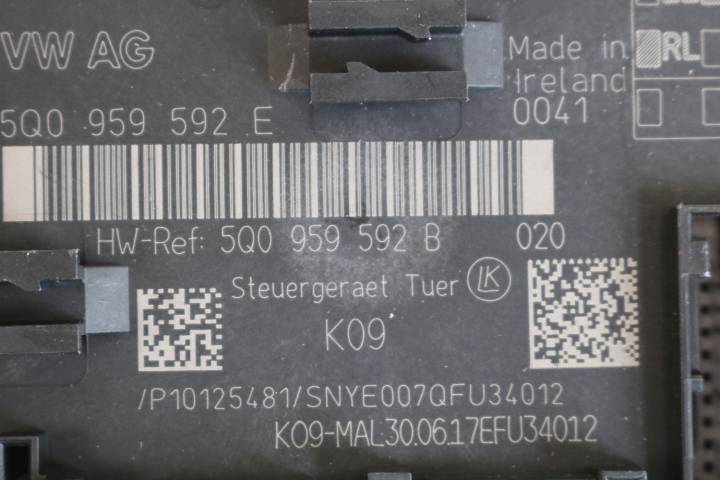 VW AG
Made in
Ireland
RL
5Q0 959 592 E
0041
HW-Ref: 5Q0 959 592 B 020
Steuergeraet Tuer LK
K09
/P10125481/SNYE007QFU34012
K09-MAL30.06.17EFU34012